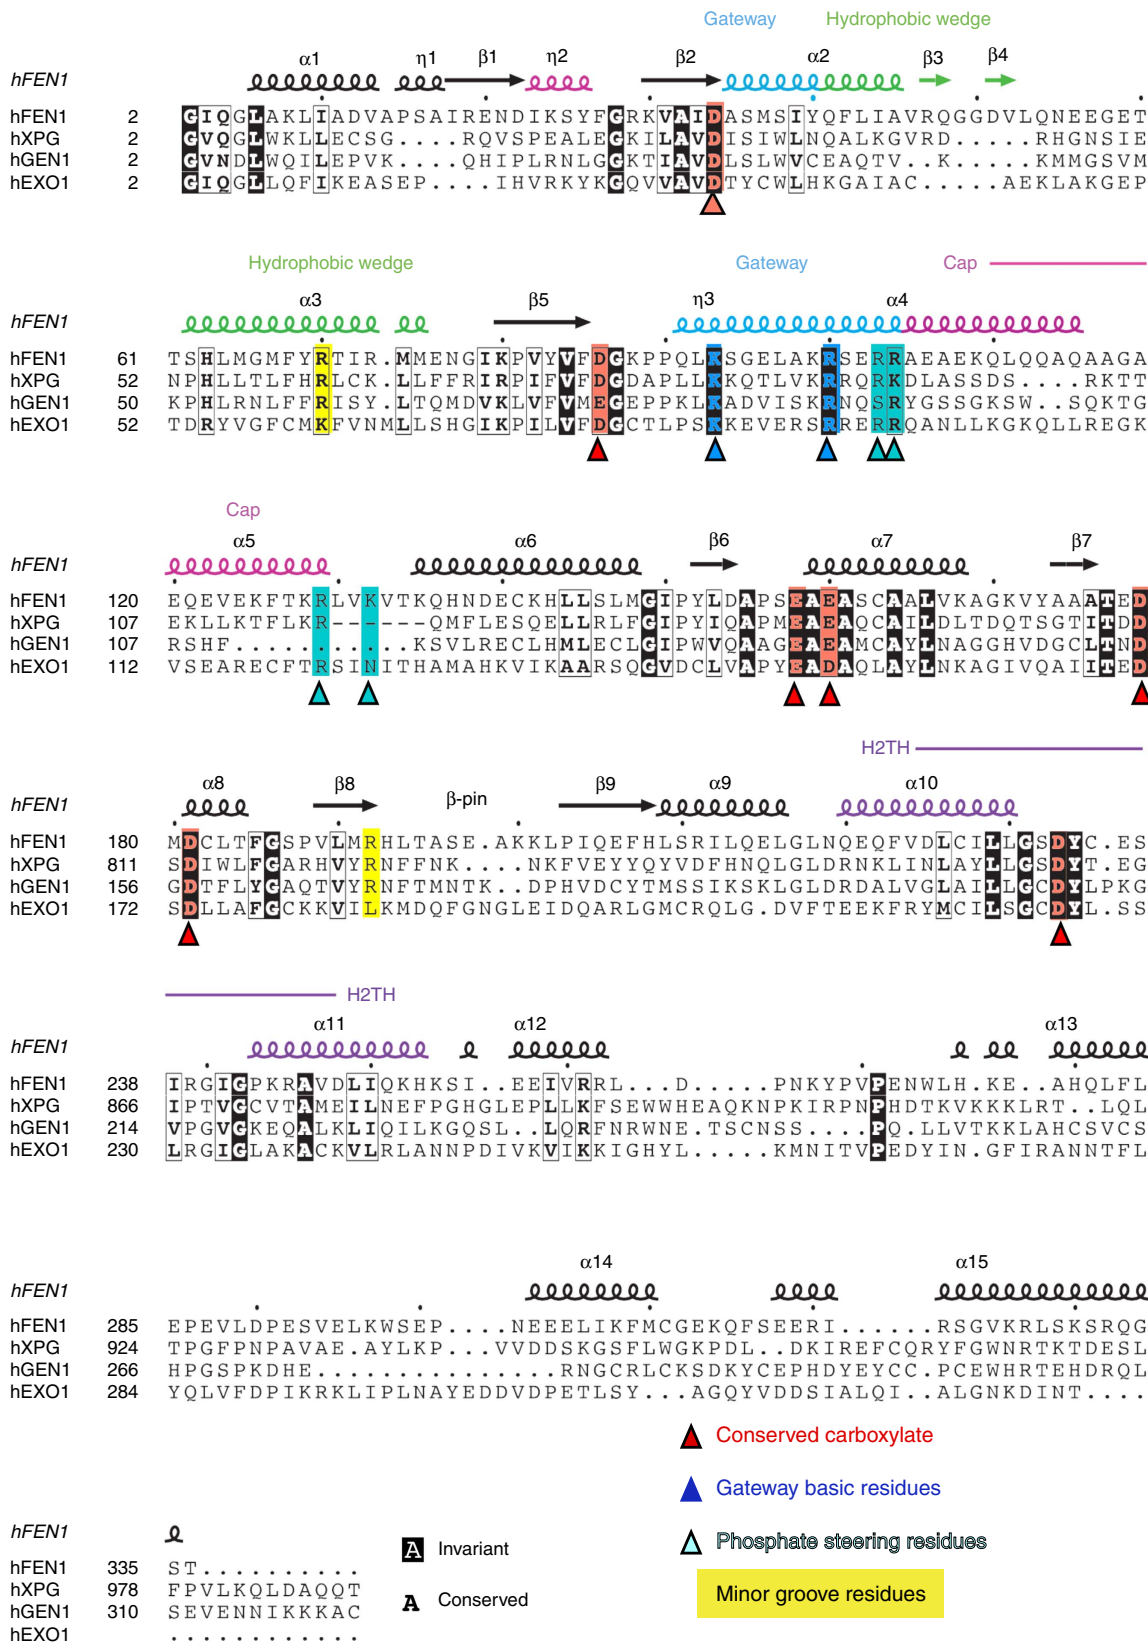 Gateway Hydrophobic wedge
α1 η1 β1 η2 β2 α2 β3 β4
hFEN1
hFEN1 2 GIQGLAKLIADVAPSAIRENDIKSYFGRKVAIDASMSIYQFLIAVRQGGDVLQNEEGET
hXPG 2 GVQGLWKLLECSG....RQVSPEALEGKILAVDISIWLNQALKGVRD.....RHGNSIE
hGEN1 2 GVNDLWQILEPVK....QHIPLRNLGGKTIAVDLSLWVCEAQTV..K.....KMMGSVM
hEXO1 2 GIQGLLQFIKEASEP....IHVRKYKGQVVAVDTYCWLHKGAIAC.....AEKLAKGEP
Hydrophobic wedge Gateway Cap
α3 β5 η3 α4
hFEN1
hFEN1 61 TSHLMGMFYRTIR.MMENGIKPVYVFDGKPPQLKSGELAKRSERRAEAEKQLQQAQAAGA
hXPG 52 NPHLLTLFHRLCK.LLFFRIRPIFVFDGDAPLLKKQTLVKRRQRKDLASSDS....RKTT
hGEN1 50 KPHLRNLFFRISY.LTQMDVKLVFVMEGEPPKLKADVISKRNQSRYGSSGKSW..SQKTG
hEXO1 52 TDRYVGFCMKFVNMLLSHGIKPILVFDGCTLPSKKEVERSRRERRQANLLKGKQLLREGK
Cap
α5 α6 β6 α7 β7
hFEN1
hFEN1 120 EQEVEKFTKRLVKVTKQHNDECKHLLSLMGIPYLDAPSEAEASCAALVKAGKVYAAATED
hXPG 107 EKLLKTFLKR-----QMFLESQELLRLFGIPYIQAPMEAEAQCAILDLTDQTSGTITDD
hGEN1 107 RSHF...........KSVLRECLHMLECLGIPWVQAAGEAEAMCAYLNAGGHVDGCLTND
hEXO1 112 VSEARECFTRSINITHAMAHKVIKAARSQGVDCLVAPYEADAQLAYLNKAGIVQAIITED
H2TH
α8 β8 β-pin β9 α9 α10
hFEN1
hFEN1 180 MDCLTFGSPVLMRHLTASE.AKKLPIQEFHLSRILQELGLNQEQFVDLCILLGSDYC.ES
hXPG 811 SDIWLFGARHVYRNFFNK....NKFVEYYQYVDFHNQLGLDRNKLINLAYLLGSDYT.EG
hGEN1 156 GDTFLYGAQTVYRNFTMNTK..DPHVDCYTMSSIKSKLGLDRDALVGLAILLGCDYLPKG
hEXO1 172 SDLLAFGCKKVILKMDQFGNGLEIDQARLGMCRQLG.DVFTEEKFRYMCILSGCDYL.SS
H2TH
α11 α12 α13
hFEN1
hFEN1 238 IRGIGPKRAVDLIQKHKSI..EEIVRRL...D.....PNKYPVPENWLH.KE..AHQLFL
hXPG 866 IPTVGCVTAMEILNEFPGHGLEPLLKFSEWWHEAQKNPKIRPNPHDTKVKKKLRT..LQL
hGEN1 214 VPGVGKEQALKLIQILKGQSL..LQRFNRWNE.TSCNSS....PQ.LLVTKKLAHCSVCS
hEXO1 230 LRGIGLAKACKVLRLANNPDIVKVIKKIGHYL.....KMNITVPEDYIN.GFIRANNTFL
α14 α15
hFEN1
hFEN1 285 EPEVLDPESVELKWSEP....NEEELIKFMCGEKQFSEERI......RSGVKRLSKSRQG
hXPG 924 TPGFPNPAVAE.AYLKP...VVDDSKGSFLWGKPDL..DKIREFCQRYFGWNRTKTDESL
hGEN1 266 HPGSPKDHE...............RNGCRLCKSDKYCEPHDYEYCC.PCEWHRTEHDRQL
hEXO1 284 YQLVFDPIKRKLIPLNAYEDDVDPETLSY...AGQYVDDSIALQI..ALGNKDINT....
Conserved carboxylate
Gateway basic residues
hFEN1
Phosphate steering residues
hFEN1 335 ST..........
A Invariant
hXPG 978 FPVLKQLDAQQT
Minor groove residues
hGEN1 310 SEVENNIKKKAC
A Conserved
hEXO1 ............